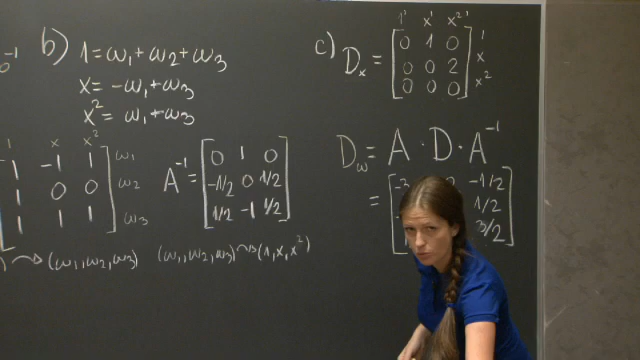 b) 1 = ω₁ + ω₂ + ω₃
x = -ω₁ + ω₃
x² = ω₁ + ω₃
x x²
1 -1 1 ω₁
1 0 0 ω₂
1 1 1 ω₃
A⁻¹ =
0 1 0
-1/2 0 1/2
1/2 -1 1/2
(ω₁, ω₂, ω₃)
(ω₁, ω₂, ω₃) ⤳ (1, x, x²)
c) Dₓ =
1' x' x²'
0 1 0 1
0 0 2 x
0 0 0 x²
D_ω = A · D · A⁻¹
=
-1/2
1/2
3/2